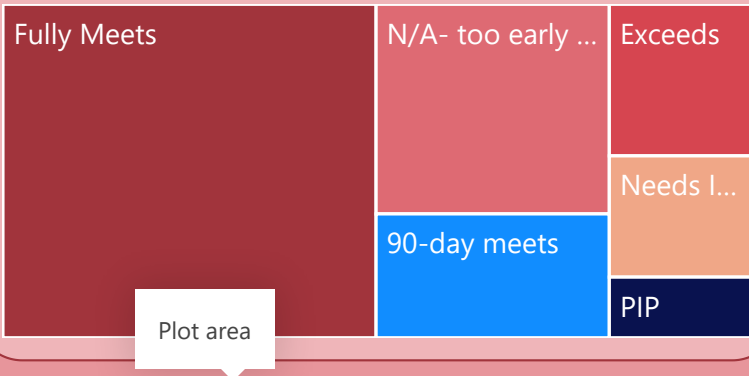 Fully Meets
N/A- too early ...
Exceeds
Needs I...
90-day meets
PIP
Plot area